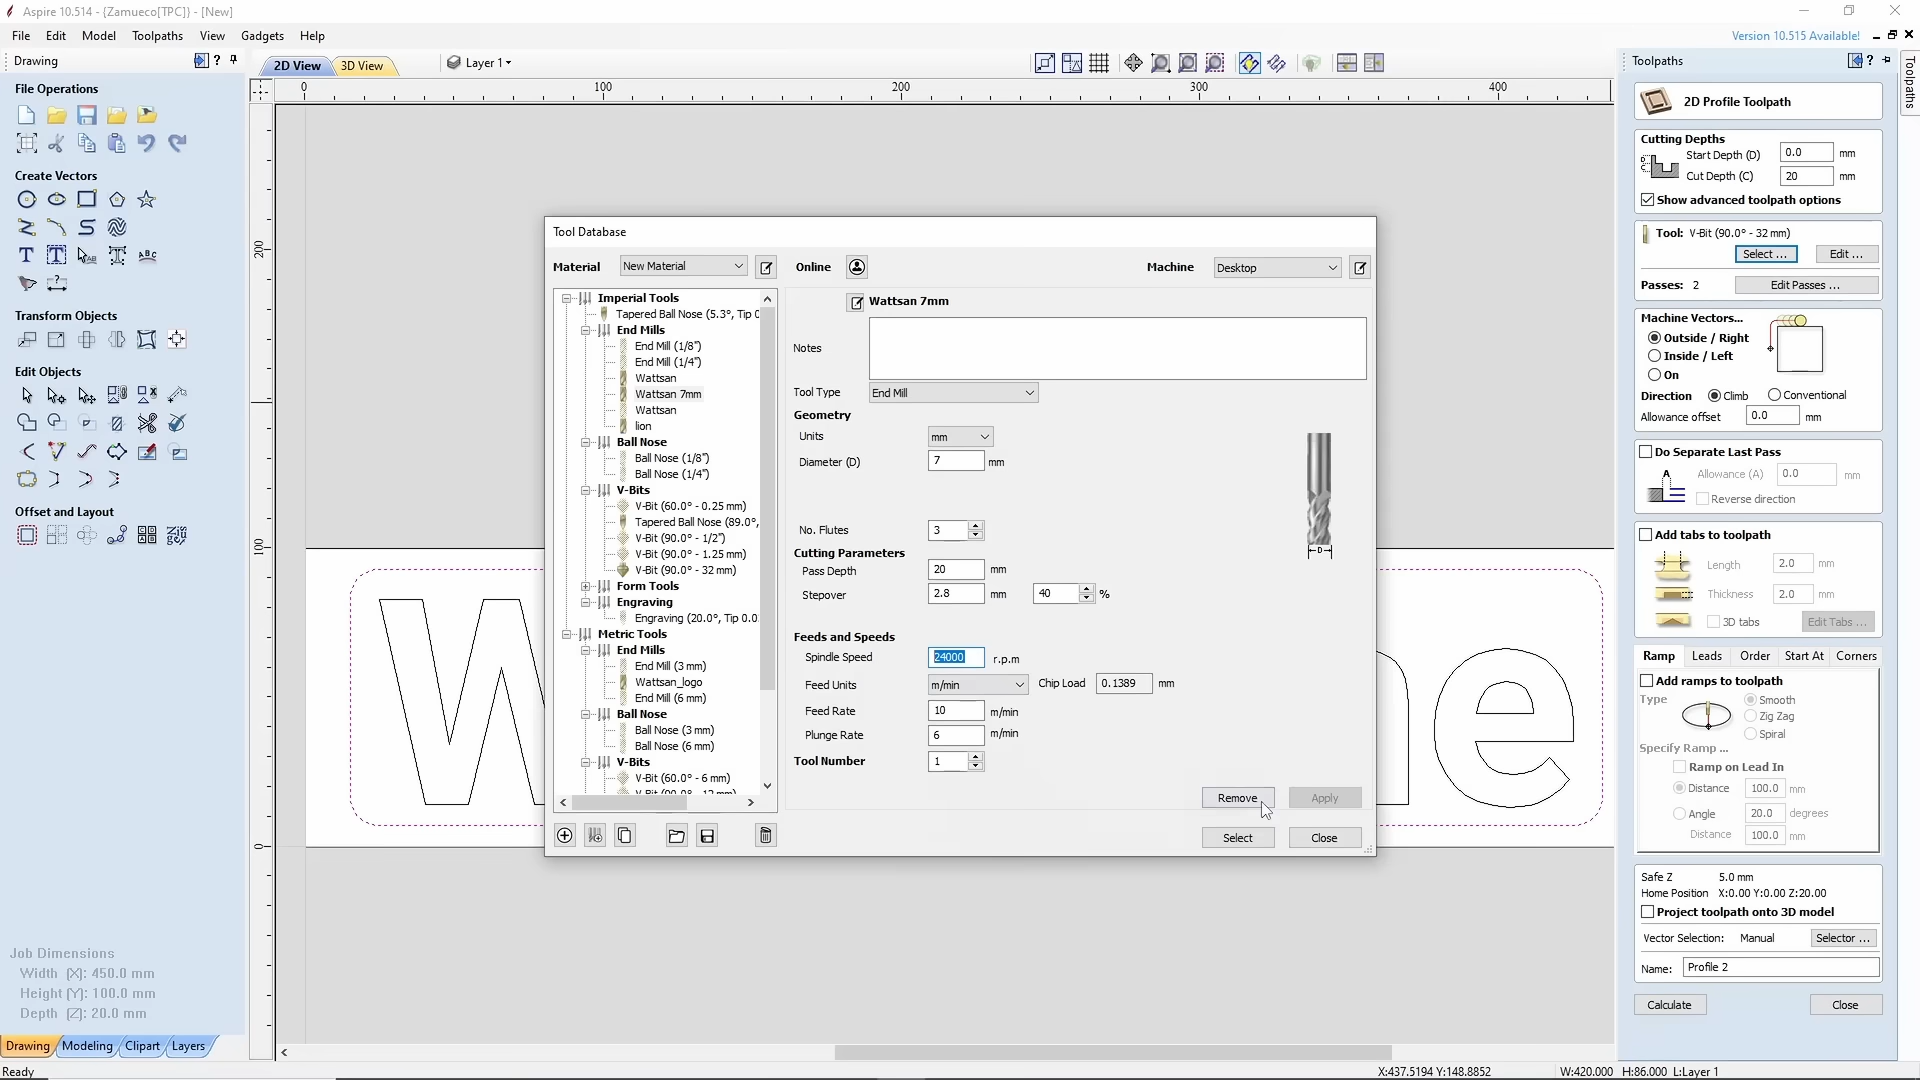 Aspire 10.514 - {Zamueco[TPC]} - [New]
File Edit Model Toolpaths View Gadgets Help
Version 10.515 Available!
Drawing
?
File Operations
Create Vectors
Transform Objects
Edit Objects
Offset and Layout
Job Dimensions
Width (X): 450.0 mm
Height (Y): 100.0 mm
Depth (Z): 20.0 mm
Drawing Modeling Clipart Layers
Ready
2D View 3D View
Layer 1
0 100 200 300 400
200
100
0
W
e
Tool Database
Material New Material
Online
Machine Desktop
Imperial Tools
Tapered Ball Nose (5.3°, Tip 0
End Mills
End Mill (1/8")
End Mill (1/4")
Wattsan
Wattsan 7mm
Wattsan
lion
Ball Nose
Ball Nose (1/8")
Ball Nose (1/4")
V-Bits
V-Bit (60.0° - 0.25 mm)
Tapered Ball Nose (89.0°,
V-Bit (90.0° - 1/2")
V-Bit (90.0° - 1.25 mm)
V-Bit (90.0° - 32 mm)
Form Tools
Engraving
Engraving (20.0°, Tip 0.0
Metric Tools
End Mills
End Mill (3 mm)
Wattsan_logo
End Mill (6 mm)
Ball Nose
Ball Nose (3 mm)
Ball Nose (6 mm)
V-Bits
V-Bit (60.0° - 6 mm)
Wattsan 7mm
Notes
Tool Type End Mill
Geometry
Units mm
Diameter (D) 7 mm
No. Flutes 3
Cutting Parameters
Pass Depth 20 mm
Stepover 2.8 mm 40 %
Feeds and Speeds
Spindle Speed 24000 r.p.m
Feed Units m/min Chip Load 0.1389 mm
Feed Rate 10 m/min
Plunge Rate 6 m/min
Tool Number 1
D
Remove Apply
Select Close
Toolpaths
?
Toolpaths
2D Profile Toolpath
Cutting Depths
Start Depth (D) 0.0 mm
Cut Depth (C) 20 mm
Show advanced toolpath options
Tool: V-Bit (90.0° - 32 mm)
Select ... Edit ...
Passes: 2 Edit Passes ...
Machine Vectors...
Outside / Right
Inside / Left
On
Direction Climb Conventional
Allowance offset 0.0 mm
Do Separate Last Pass
A Allowance (A) 0.0 mm
Reverse direction
Add tabs to toolpath
Length 2.0 mm
Thickness 2.0 mm
3D tabs Edit Tabs ...
Ramp Leads Order Start At Corners
Add ramps to toolpath
Type Smooth
Zig Zag
Spiral
Specify Ramp ...
Ramp on Lead In
Distance 100.0 mm
Angle 20.0 degrees
Distance 100.0 mm
Safe Z 5.0 mm
Home Position X:0.00 Y:0.00 Z:20.00
Project toolpath onto 3D model
Vector Selection: Manual Selector ...
Name: Profile 2
Calculate Close
X:437.5194 Y:148.8852 W:420.000 H:86.000 L:Layer 1